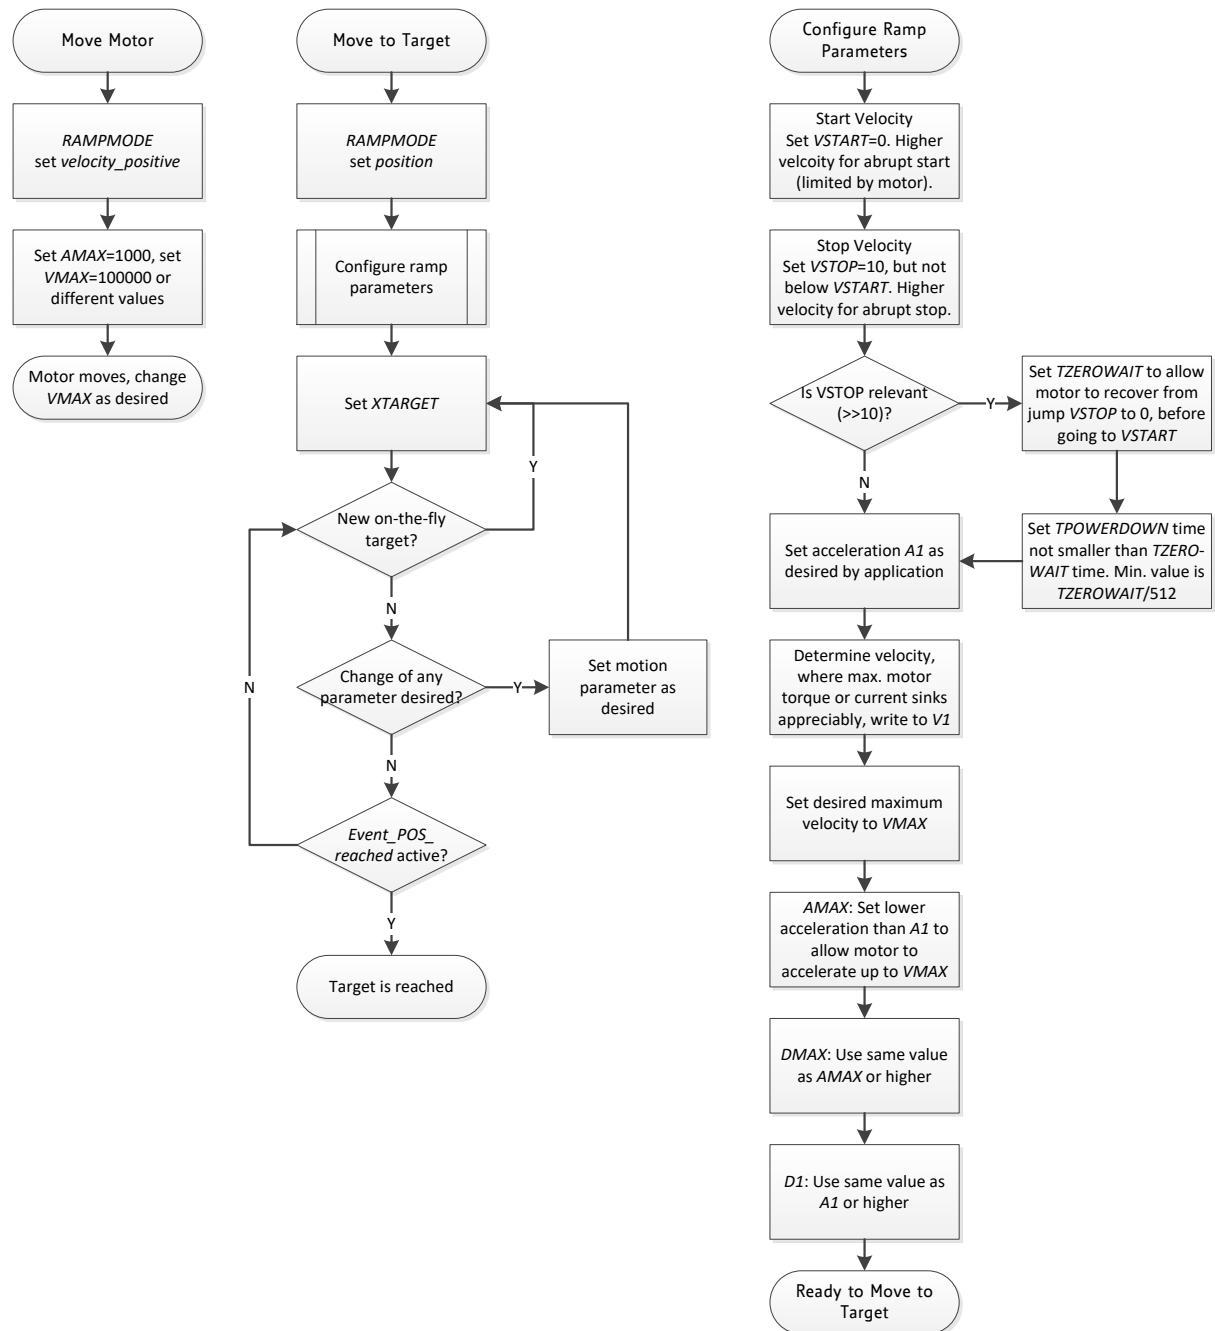 Move Motor
RAMPMODE
set velocity_positive
Set AMAX=1000, set
VMAX=100000 or
different values
Motor moves, change
VMAX as desired
Move to Target
RAMPMODE
set position
Configure ramp
parameters
Set XTARGET
Y
New on-the-fly
target?
N
N
Change of any
parameter desired?
Y
Set motion
parameter as
desired
N
Event_POS_
reached active?
Y
Target is reached
Configure Ramp
Parameters
Start Velocity
Set VSTART=0. Higher
velcoity for abrupt start
(limited by motor).
Stop Velocity
Set VSTOP=10, but not
below VSTART. Higher
velocity for abrupt stop.
Is VSTOP relevant
(>>10)?
Y
Set TZEROWAIT to allow
motor to recover from
jump VSTOP to 0, before
going to VSTART
N
Set TPOWERDOWN time
not smaller than TZERO-
WAIT time. Min. value is
TZEROWAIT/512
Set acceleration A1 as
desired by application
Determine velocity,
where max. motor
torque or current sinks
appreciably, write to V1
Set desired maximum
velocity to VMAX
AMAX: Set lower
acceleration than A1 to
allow motor to
accelerate up to VMAX
DMAX: Use same value
as AMAX or higher
D1: Use same value as
A1 or higher
Ready to Move to
Target